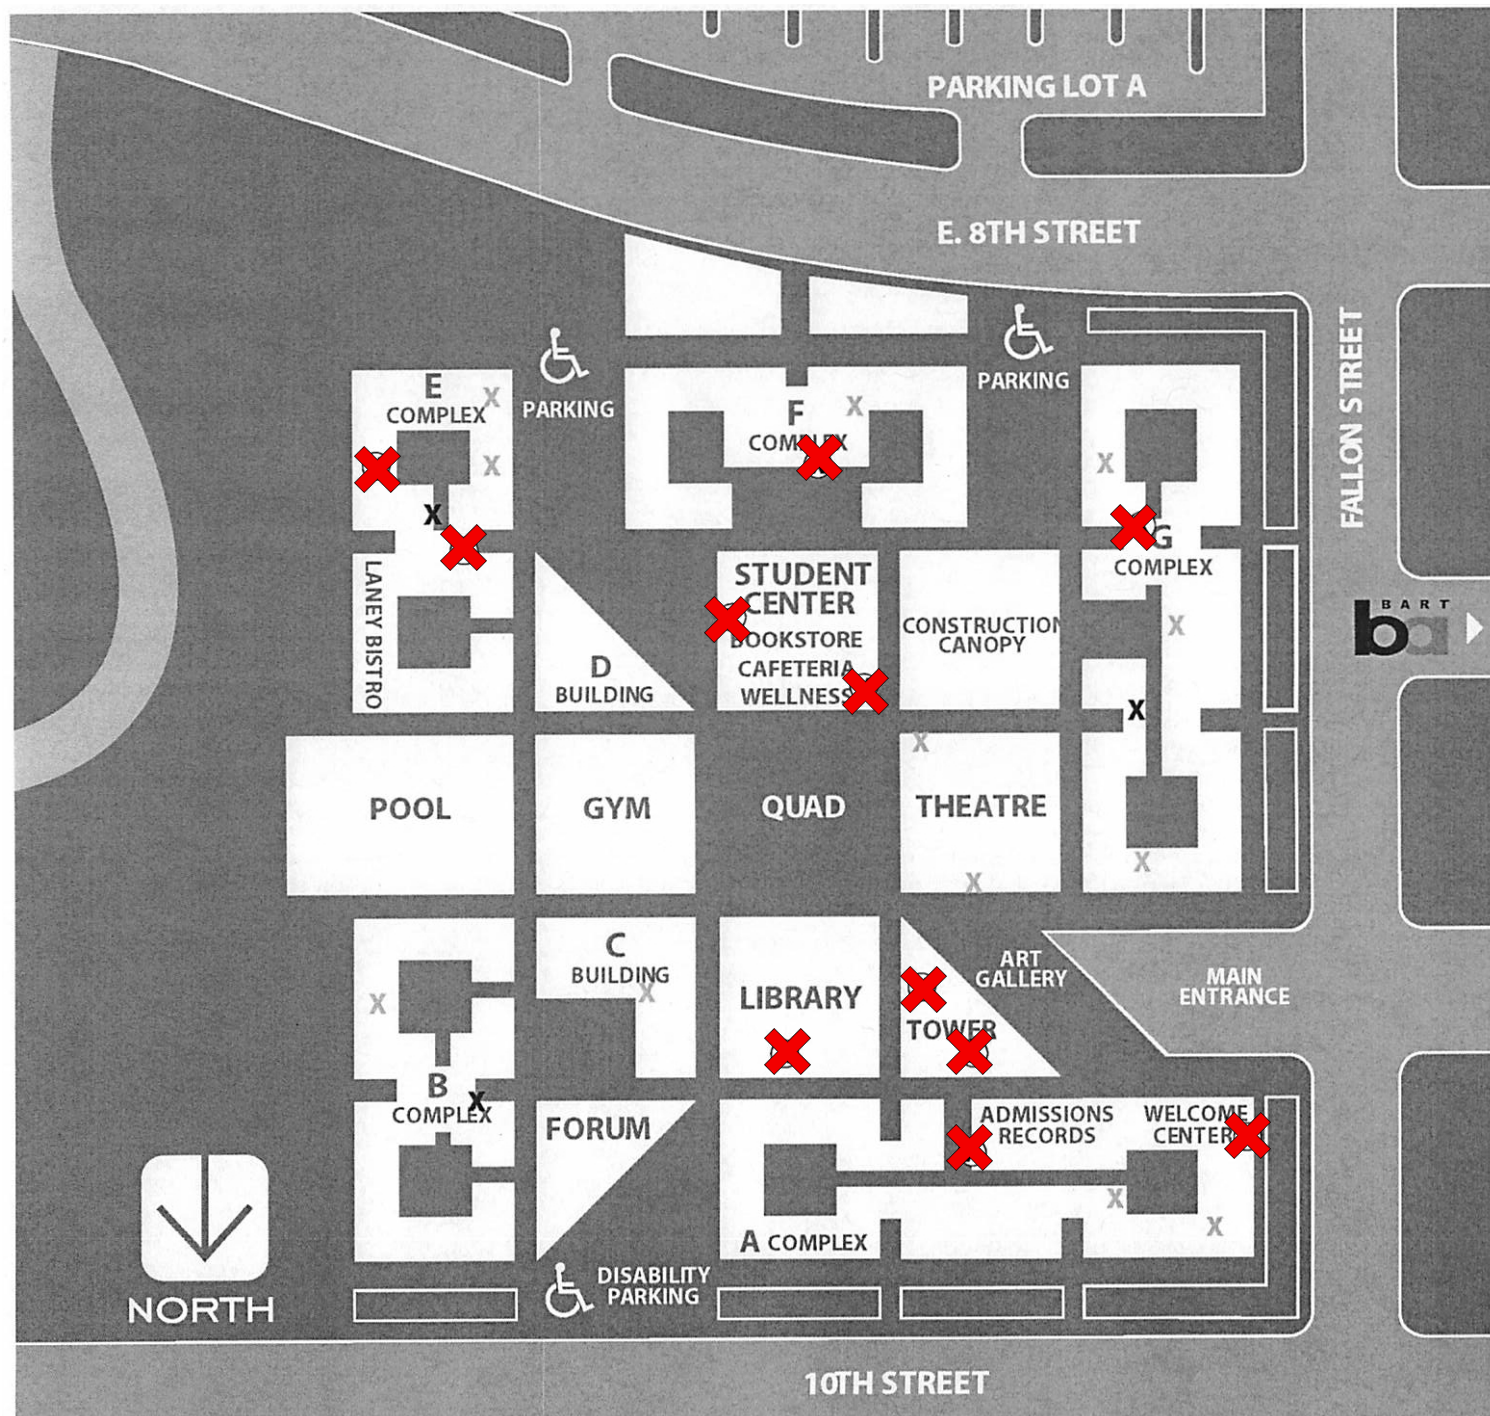 PARKING LOT A
E. 8TH STREET
FALLON STREET
PARKING
PARKING
E
COMPLEX
X
X
X
LANEY BISTRO
F
COMPLEX
X
G
COMPLEX
X
X
X
X
STUDENT
CENTER
BOOKSTORE
CAFETERIA
WELLNESS
CONSTRUCTION
CANOPY
BART
ba
D
BUILDING
POOL
GYM
QUAD
THEATRE
X
X
C
BUILDING
X
LIBRARY
TOWER
ART
GALLERY
MAIN
ENTRANCE
B
COMPLEX
X
X
FORUM
ADMISSIONS
RECORDS
WELCOME
CENTER
X
X
A COMPLEX
NORTH
DISABILITY
PARKING
10TH STREET